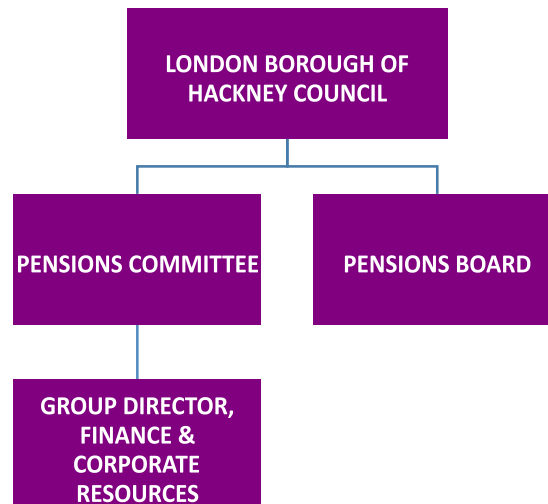 LONDON BOROUGH OF
HACKNEY COUNCIL
PENSIONS COMMITTEE
PENSIONS BOARD
GROUP DIRECTOR,
FINANCE &
CORPORATE
RESOURCES